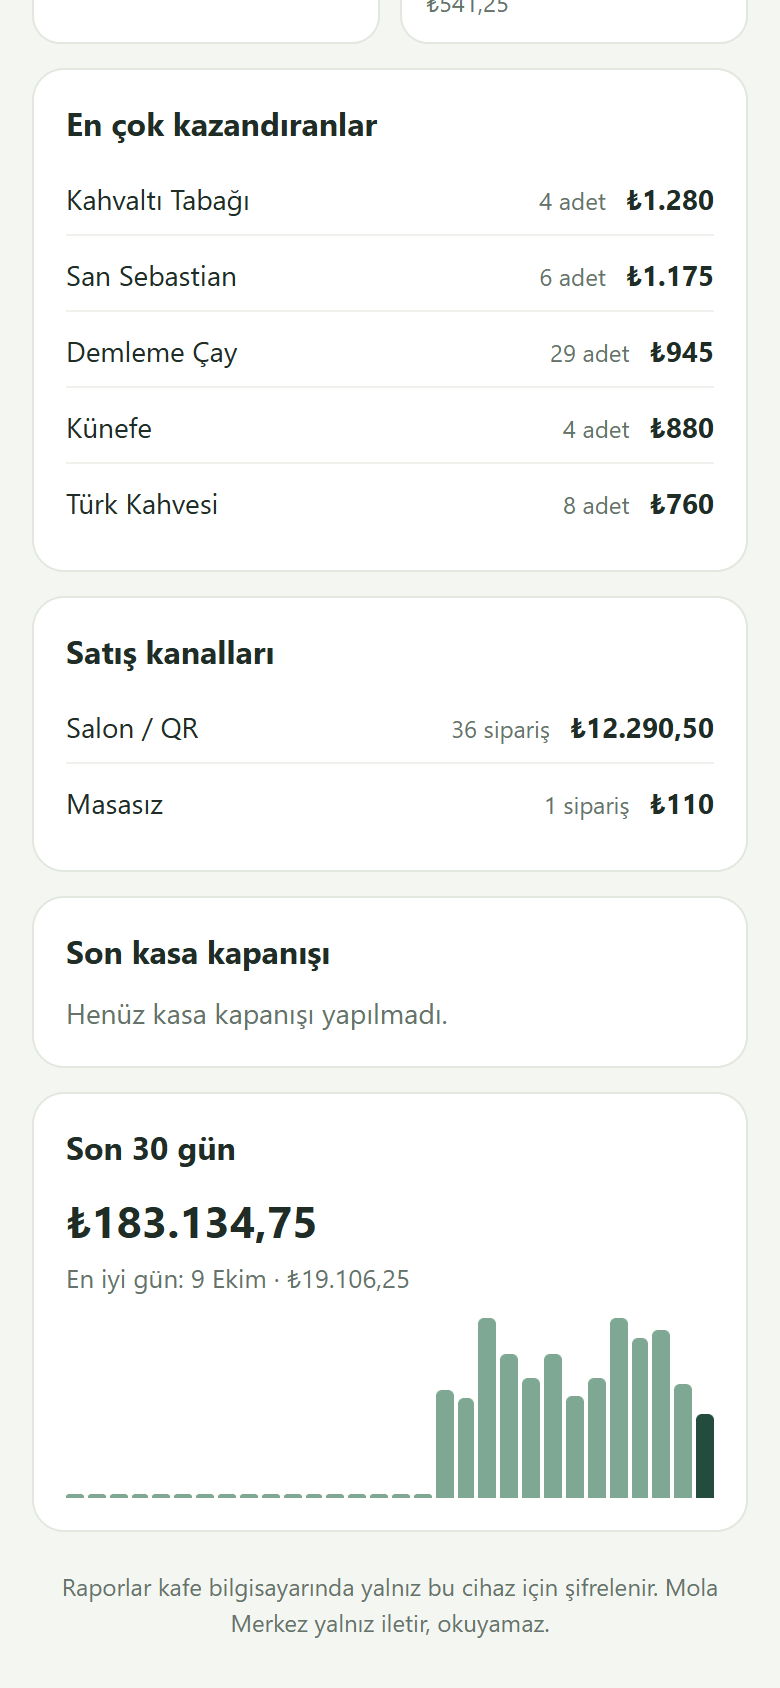 ₺541,25
En çok kazandıranlar
Kahvaltı Tabağı 4 adet ₺1.280
San Sebastian 6 adet ₺1.175
Demleme Çay 29 adet ₺945
Künefe 4 adet ₺880
Türk Kahvesi 8 adet ₺760
Satış kanalları
Salon / QR 36 sipariş ₺12.290,50
Masasız 1 sipariş ₺110
Son kasa kapanışı
Henüz kasa kapanışı yapılmadı.
Son 30 gün
₺183.134,75
En iyi gün: 9 Ekim · ₺19.106,25
Raporlar kafe bilgisayarında yalnız bu cihaz için şifrelenir. Mola
Merkez yalnız iletir, okuyamaz.